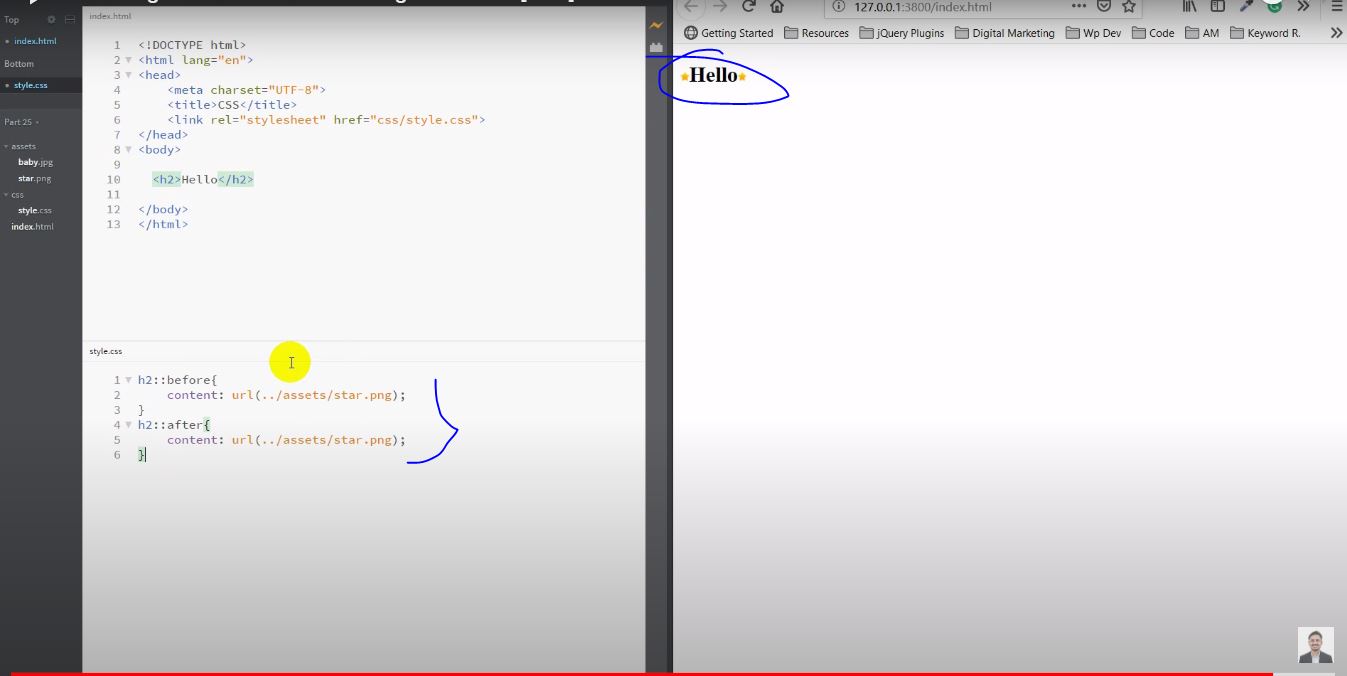 Top
index.html
Bottom
style.css
Part 25
assets
baby.jpg
star.png
css
style.css
index.html
index.html
1 <!DOCTYPE html>
2 <html lang="en">
3 <head>
4 <meta charset="UTF-8">
5 <title>CSS</title>
6 <link rel="stylesheet" href="css/style.css">
7 </head>
8 <body>
9
10 <h2>Hello</h2>
11
12 </body>
13 </html>
style.css
1 h2::before{
2 content: url(../assets/star.png);
3 }
4 h2::after{
5 content: url(../assets/star.png);
6 }
127.0.0.1:3800/index.html
Getting Started Resources jQuery Plugins Digital Marketing Wp Dev Code AM Keyword R.
Hello